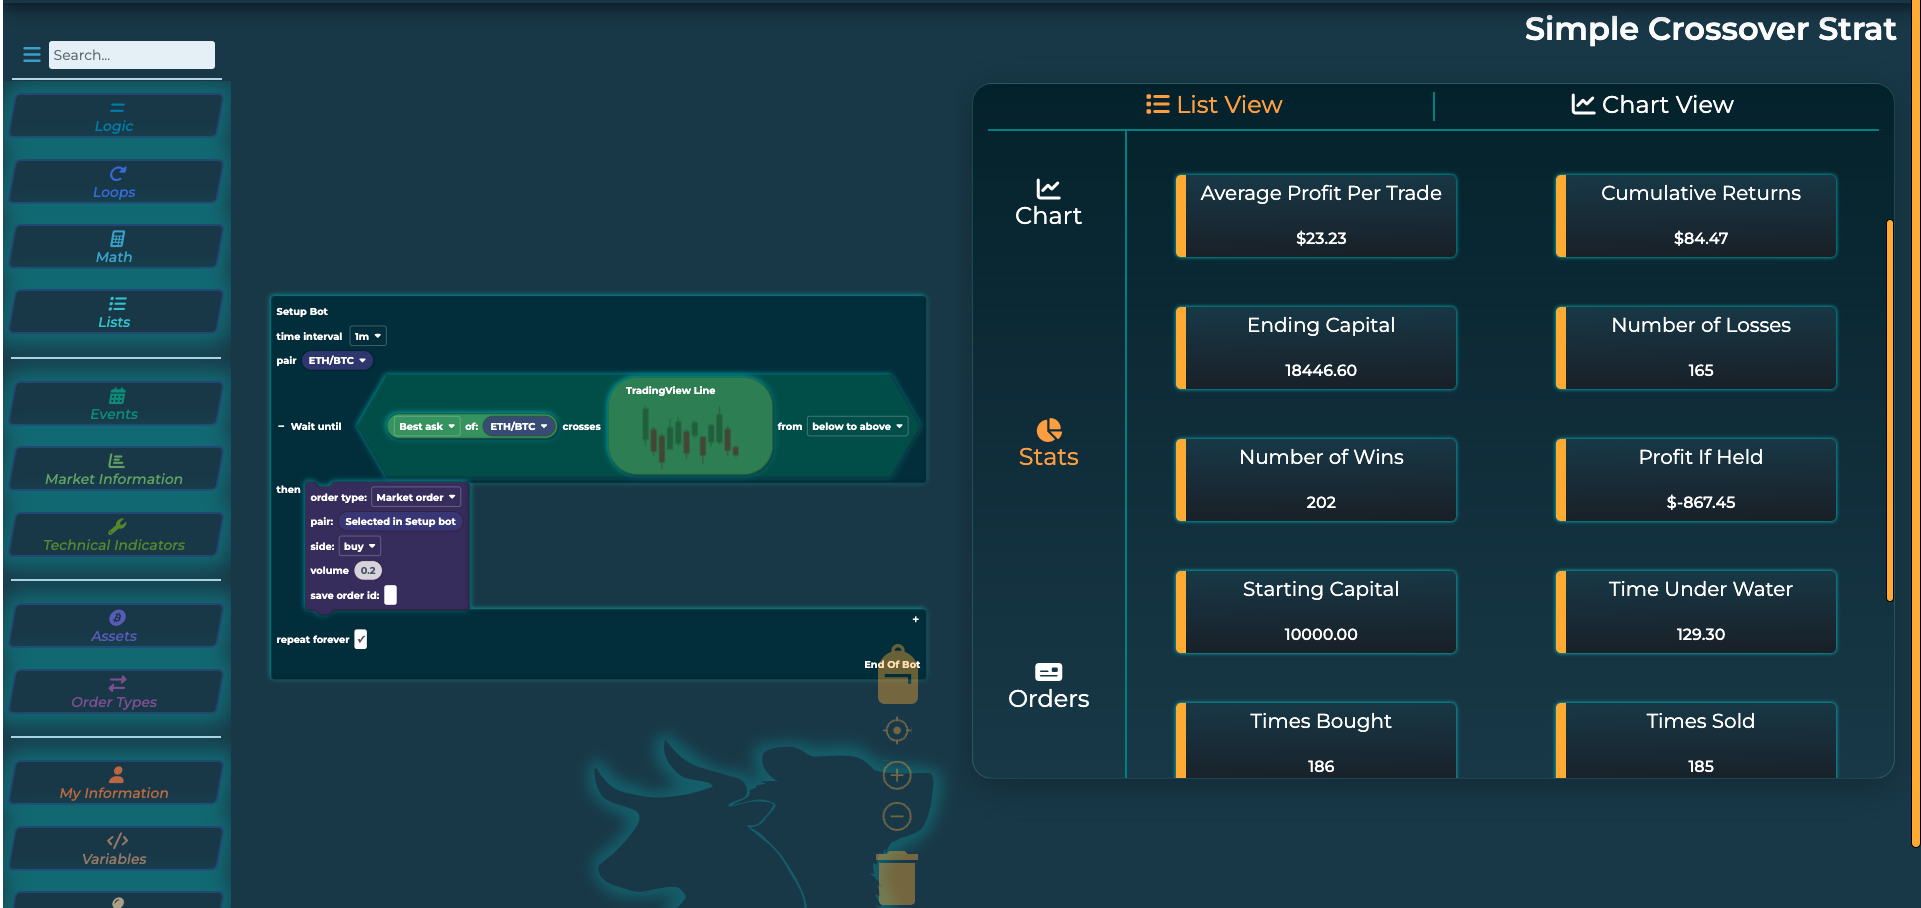 Simple Crossover Strat
Search...
Logic
Loops
Math
Lists
Events
Market Information
Technical Indicators
Assets
Order Types
My Information
Variables
Setup Bot
time interval 1m
pair ETH/BTC
Wait until Best ask of: ETH/BTC crosses TradingView Line from below to above
then
order type: Market order
pair: Selected in Setup bot
side: buy
volume 0.2
save order id:
repeat forever
End Of Bot
List View
Chart View
Chart
Stats
Orders
Average Profit Per Trade
$23.23
Cumulative Returns
$84.47
Ending Capital
18446.60
Number of Losses
165
Number of Wins
202
Profit If Held
$-867.45
Starting Capital
10000.00
Time Under Water
129.30
Times Bought
186
Times Sold
185